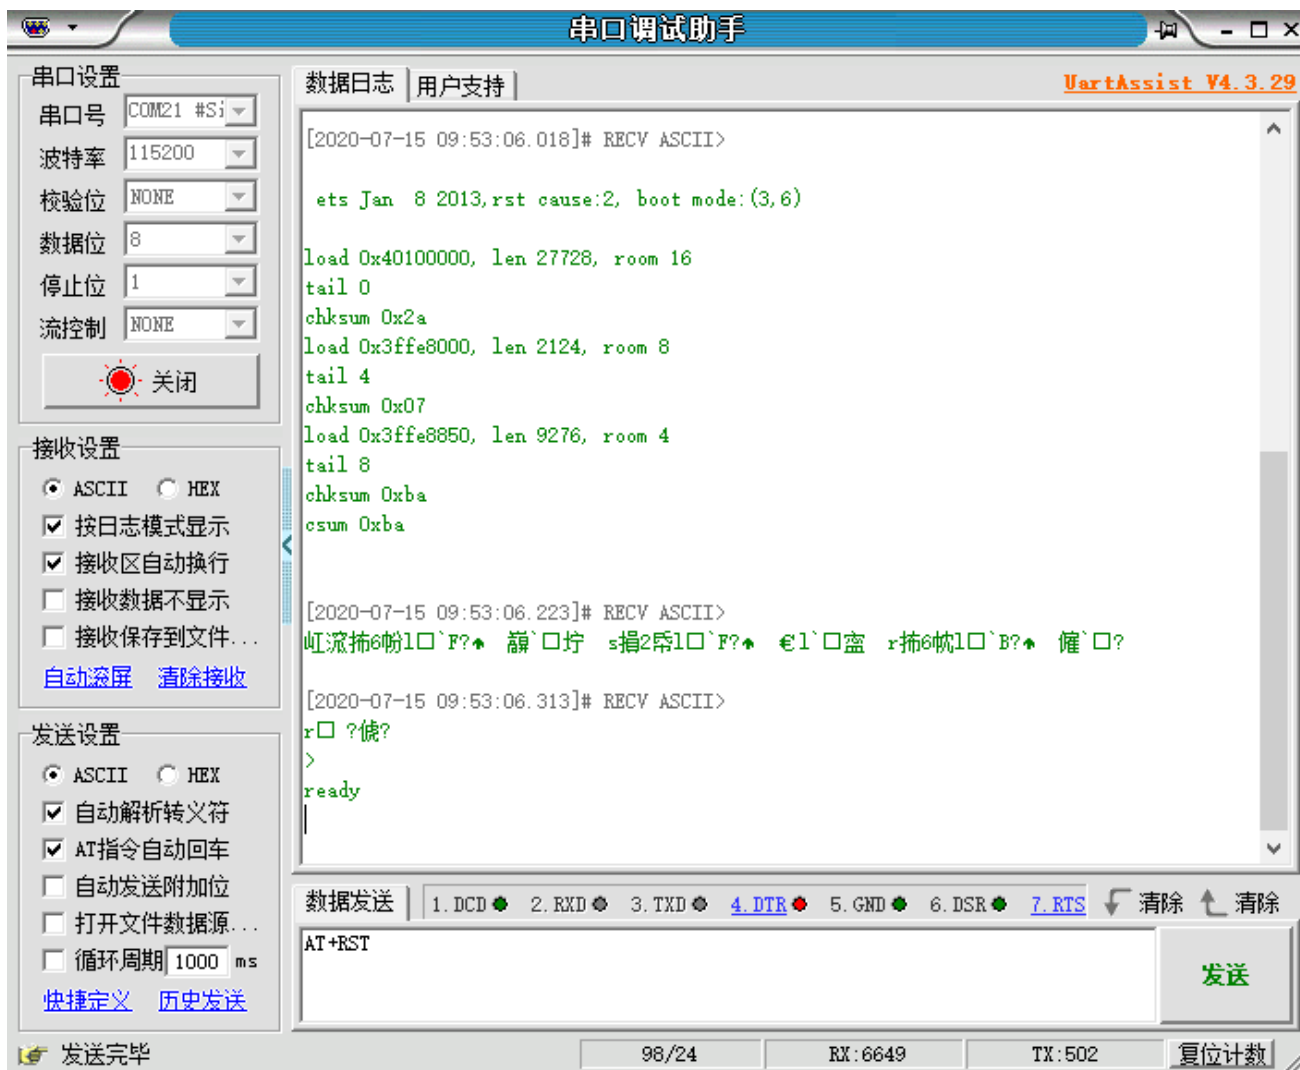 串口调试助手
串口设置
串口号 COM21 #Si
波特率 115200
校验位 NONE
数据位 8
停止位 1
流控制 NONE
关闭
接收设置
ASCII HEX
按日志模式显示
接收区自动换行
接收数据不显示
接收保存到文件...
自动滚屏 清除接收
发送设置
ASCII HEX
自动解析转义符
AT指令自动回车
自动发送附加位
打开文件数据源...
循环周期 1000 ms
快捷定义 历史发送
数据日志 用户支持 UartAssist V4.3.29
[2020-07-15 09:53:06.018]# RECV ASCII>
ets Jan  8 2013,rst cause:2, boot mode:(3,6)
load 0x40100000, len 27728, room 16
tail 0
chksum 0x2a
load 0x3ffe8000, len 2124, room 8
tail 4
chksum 0x07
load 0x3ffe8850, len 9276, room 4
tail 8
chksum 0xba
csum 0xba
[2020-07-15 09:53:06.223]# RECV ASCII>
[2020-07-15 09:53:06.313]# RECV ASCII>
>
ready
数据发送 1.DCD 2.RXD 3.TXD 4.DTR 5.GND 6.DSR 7.RTS 清除 清除
AT+RST
发送
发送完毕 98/24 RX:6649 TX:502 复位计数